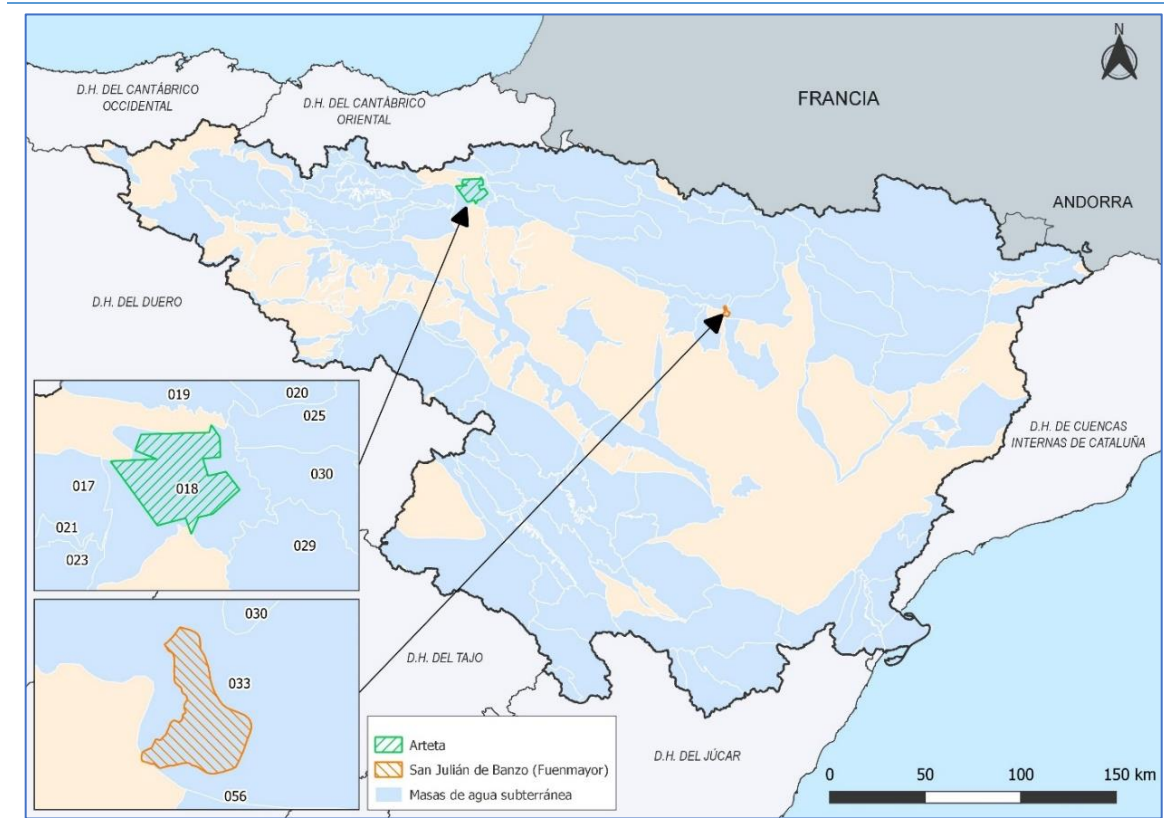 N
D.H. DEL CANTÁBRICO
OCCIDENTAL
D.H. DEL CANTÁBRICO
ORIENTAL
FRANCIA
ANDORRA
D.H. DEL DUERO
D.H. DE CUENCAS
INTERNAS DE CATALUÑA
019
020
025
017
018
030
021
023
029
030
033
056
D.H. DEL TAJO
D.H. DEL JÚCAR
Arteta
San Julián de Banzo (Fuenmayor)
Masas de agua subterránea
0 50 100 150 km